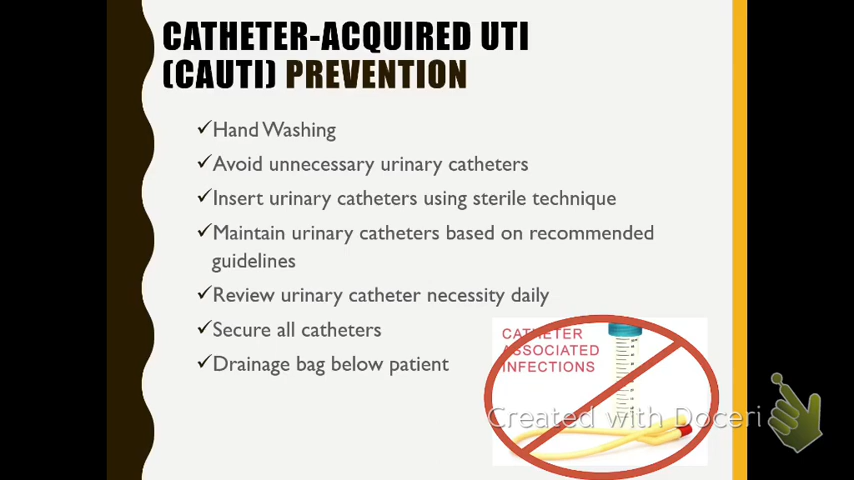 CATHETER-ACQUIRED UTI
(CAUTI) PREVENTION
✓Hand Washing
✓Avoid unnecessary urinary catheters
✓Insert urinary catheters using sterile technique
✓Maintain urinary catheters based on recommended
guidelines
✓Review urinary catheter necessity daily
✓Secure all catheters
✓Drainage bag below patient
CATHETER
ASSOCIATED
INFECTIONS
Created with Doceri